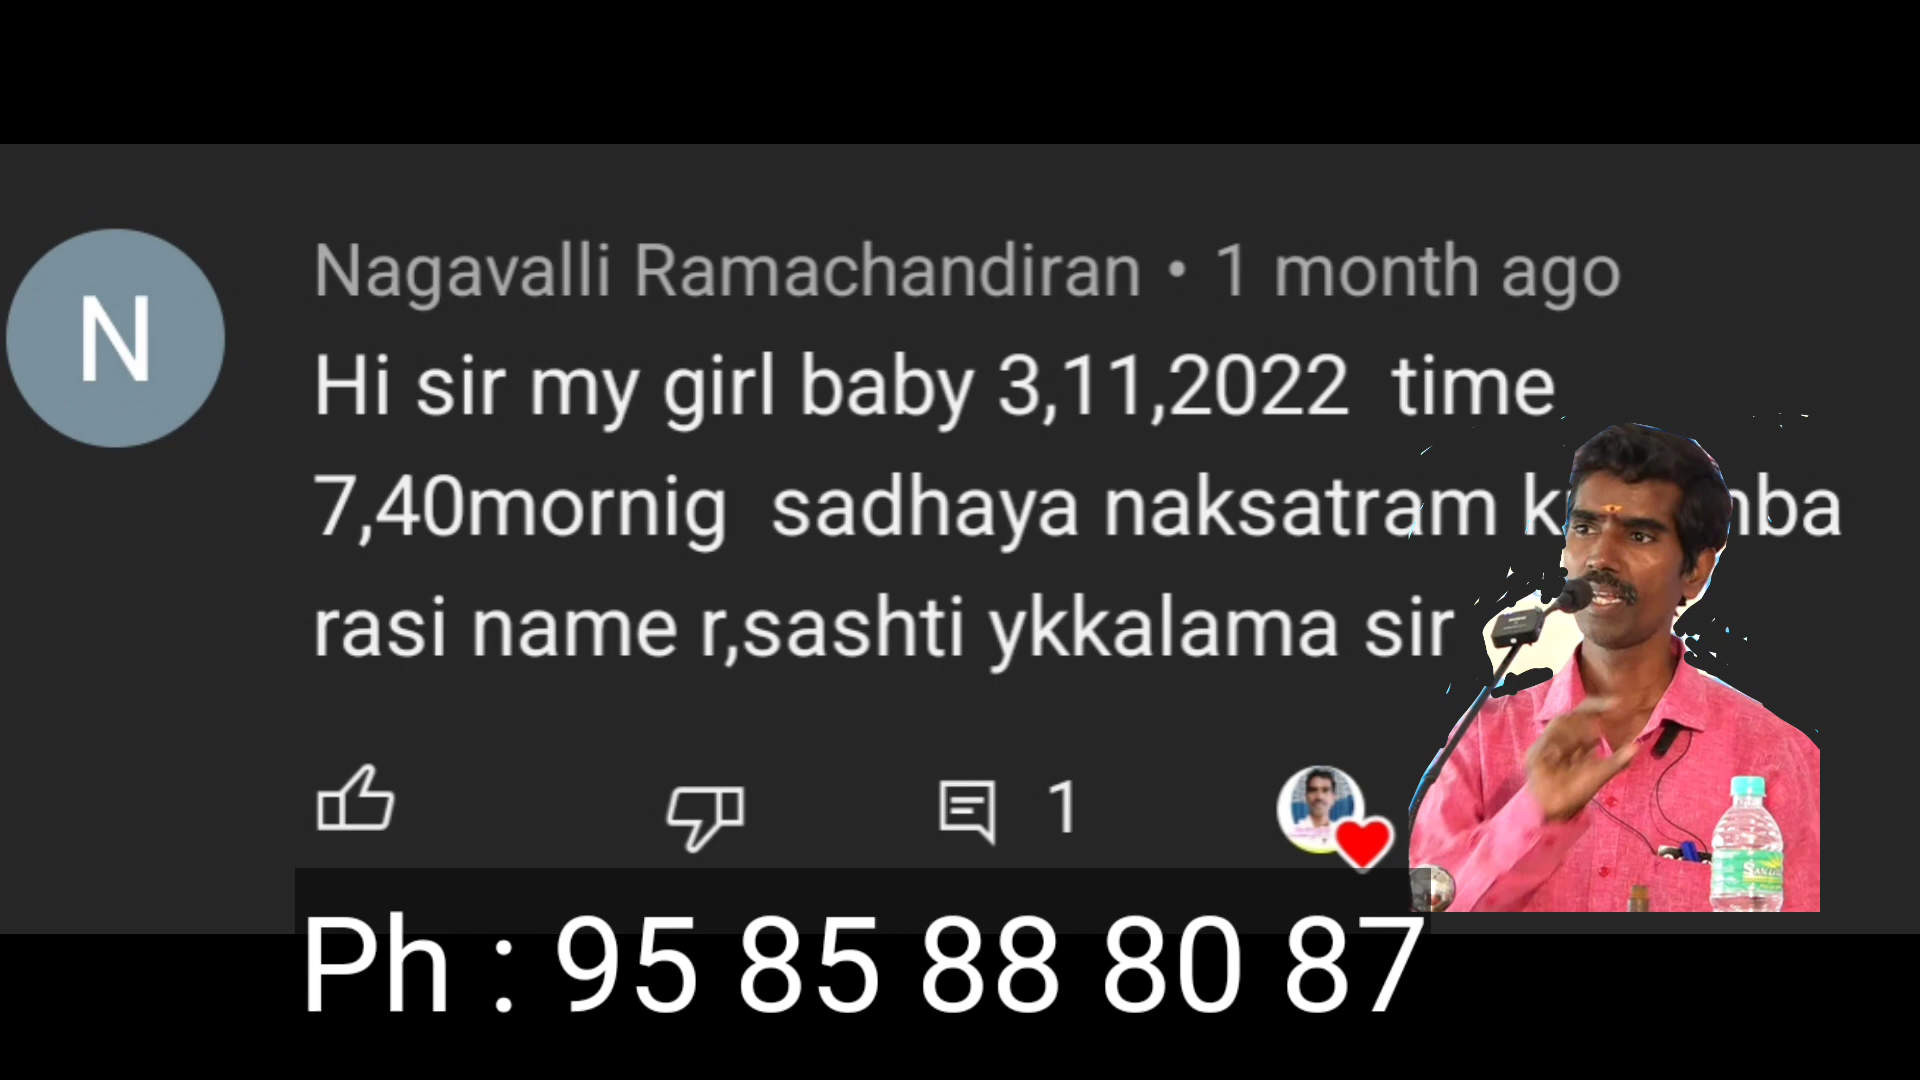 N
Nagavalli Ramachandiran • 1 month ago
Hi sir my girl baby 3,11,2022 time
7,40mornig sadhaya naksatram
rasi name r,sashti ykkalama sir
1
Ph : 95 85 88 80 87